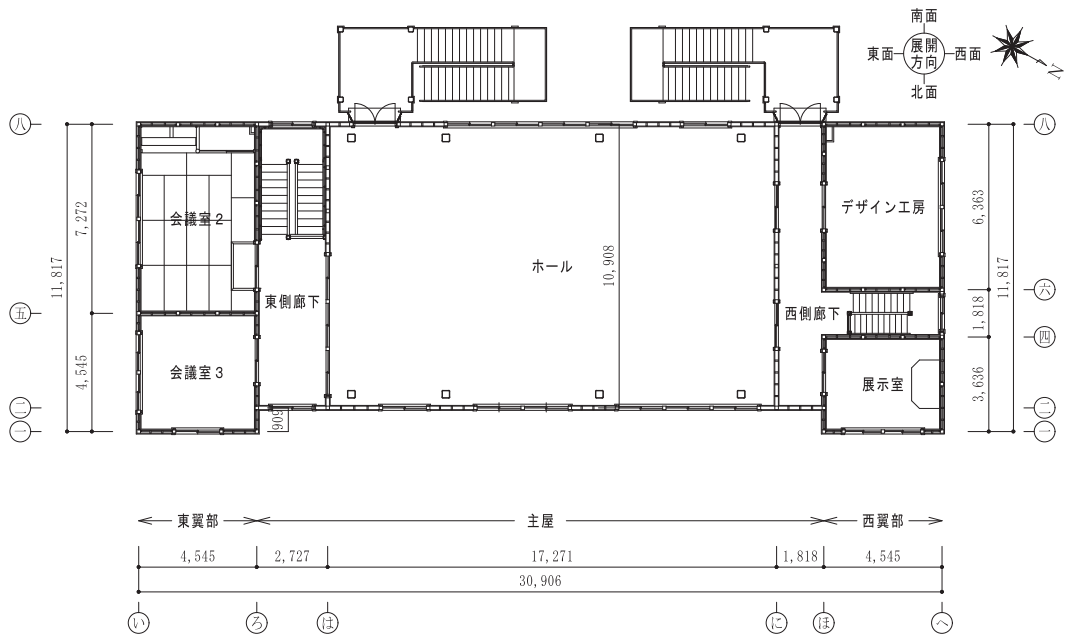 南面
東面
展開
方向
西面
北面
N
八
八
会議室2
デザイン工房
ホール
7,272
11,817
10,908
6,363
11,817
東側廊下
西側廊下
六
五
1,818
四
会議室3
展示室
4,545
3,636
二
二
909
一
一
東翼部
主屋
西翼部
4,545
2,727
17,271
1,818
4,545
30,906
い
ろ
は
に
ほ
へ